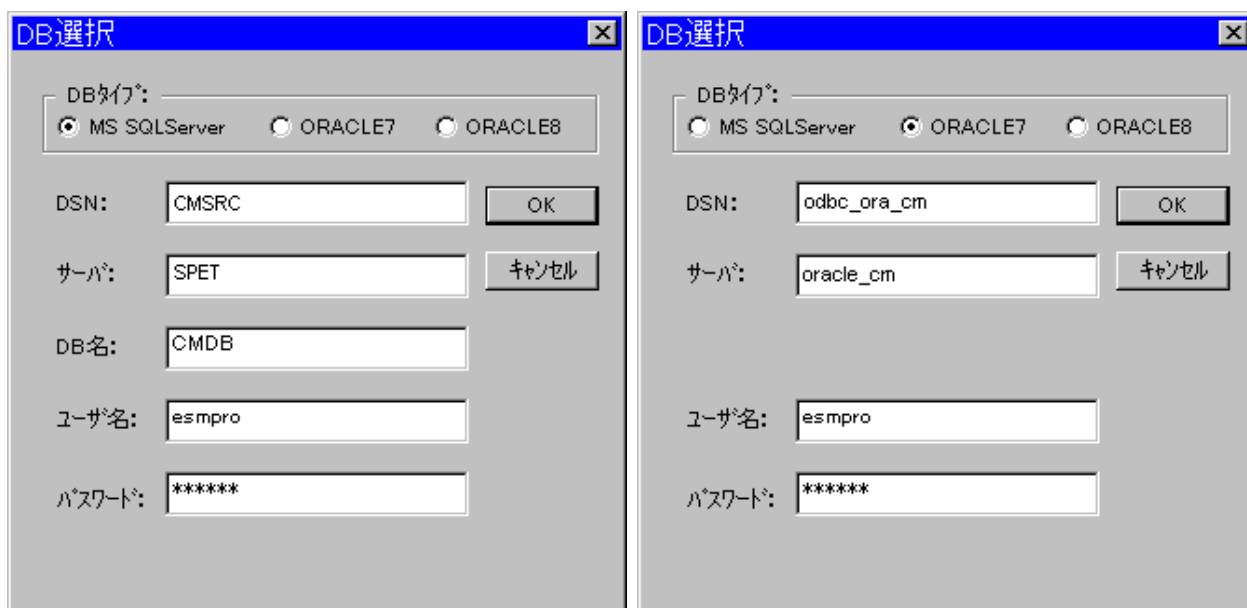 DB選択
DBﾀｲﾌﾟ:
MS SQLServer ORACLE7 ORACLE8
DSN: CMSRC OK
ｻｰﾊﾞ: SPET ｷｬﾝｾﾙ
DB名: CMDB
ﾕｰｻﾞ名: esmpro
ﾊﾟｽﾜｰﾄﾞ: ******
DB選択
DBﾀｲﾌﾟ:
MS SQLServer ORACLE7 ORACLE8
DSN: odbc_ora_cm OK
ｻｰﾊﾞ: oracle_cm ｷｬﾝｾﾙ
ﾕｰｻﾞ名: esmpro
ﾊﾟｽﾜｰﾄﾞ: ******